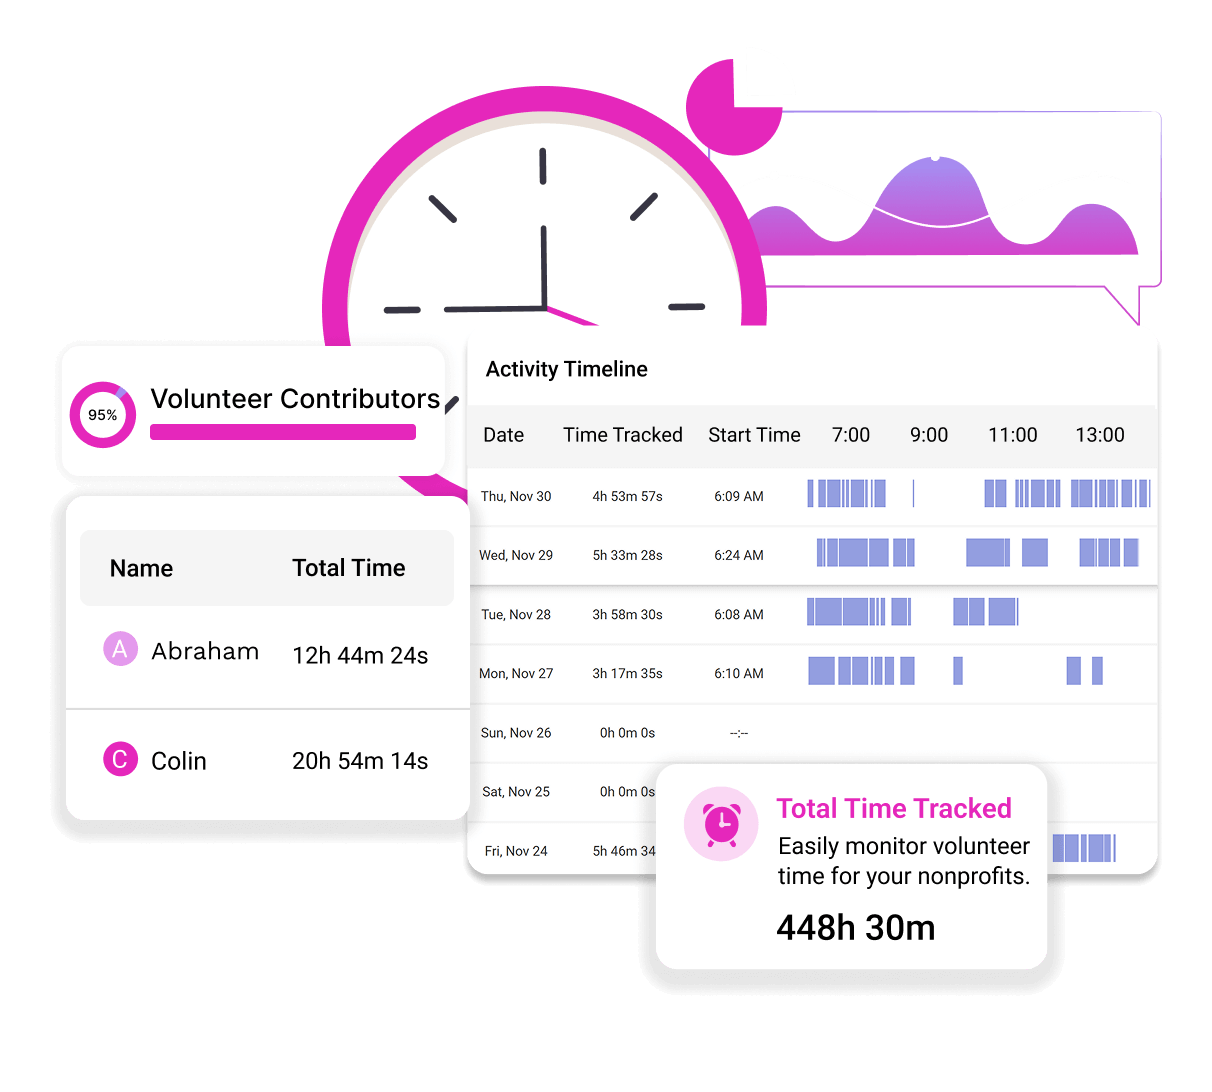 Activity Timeline
95% Volunteer Contributors
Date Time Tracked Start Time 7:00 9:00 11:00 13:00
Thu, Nov 30 4h 53m 57s 6:09 AM
Wed, Nov 29 5h 33m 28s 6:24 AM
Tue, Nov 28 3h 58m 30s 6:08 AM
Mon, Nov 27 3h 17m 35s 6:10 AM
Sun, Nov 26 0h 0m 0s --:--
Sat, Nov 25 0h 0m 0s
Fri, Nov 24 5h 46m 34
Name Total Time
A Abraham 12h 44m 24s
C Colin 20h 54m 14s
Total Time Tracked
Easily monitor volunteer
time for your nonprofits.
448h 30m